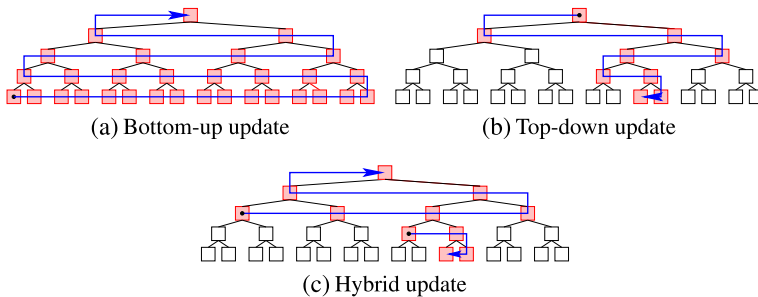 (a) Bottom-up update
(b) Top-down update
(c) Hybrid update